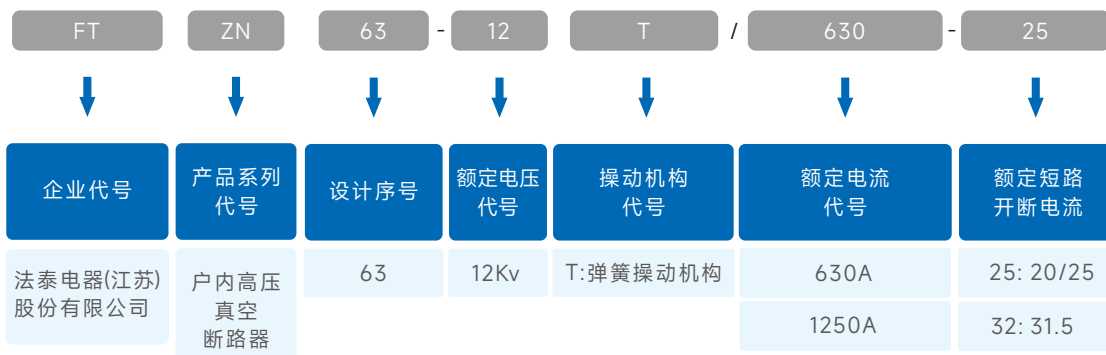 FT ZN 63 - 12 T / 630 - 25
企业代号
产品系列
代号
设计序号
额定电压
代号
操动机构
代号
额定电流
代号
额定短路
开断电流
法泰电器(江苏)
股份有限公司
户内高压
真空
断路器
63
12Kv
T:弹簧操动机构
630A
1250A
25: 20/25
32: 31.5